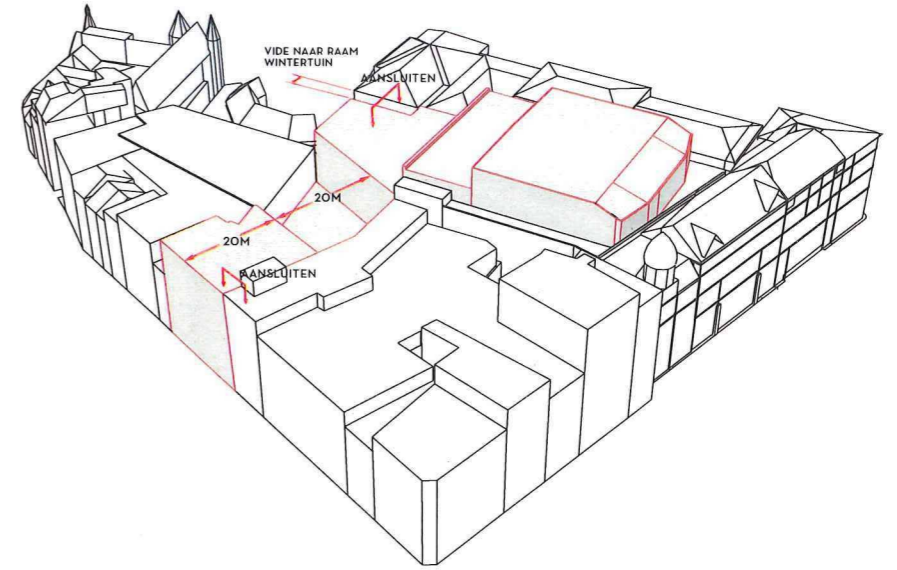 VIDE NAAR RAAM
WINTERTUIN
AANSLUITEN
20M
20M
AANSLUITEN